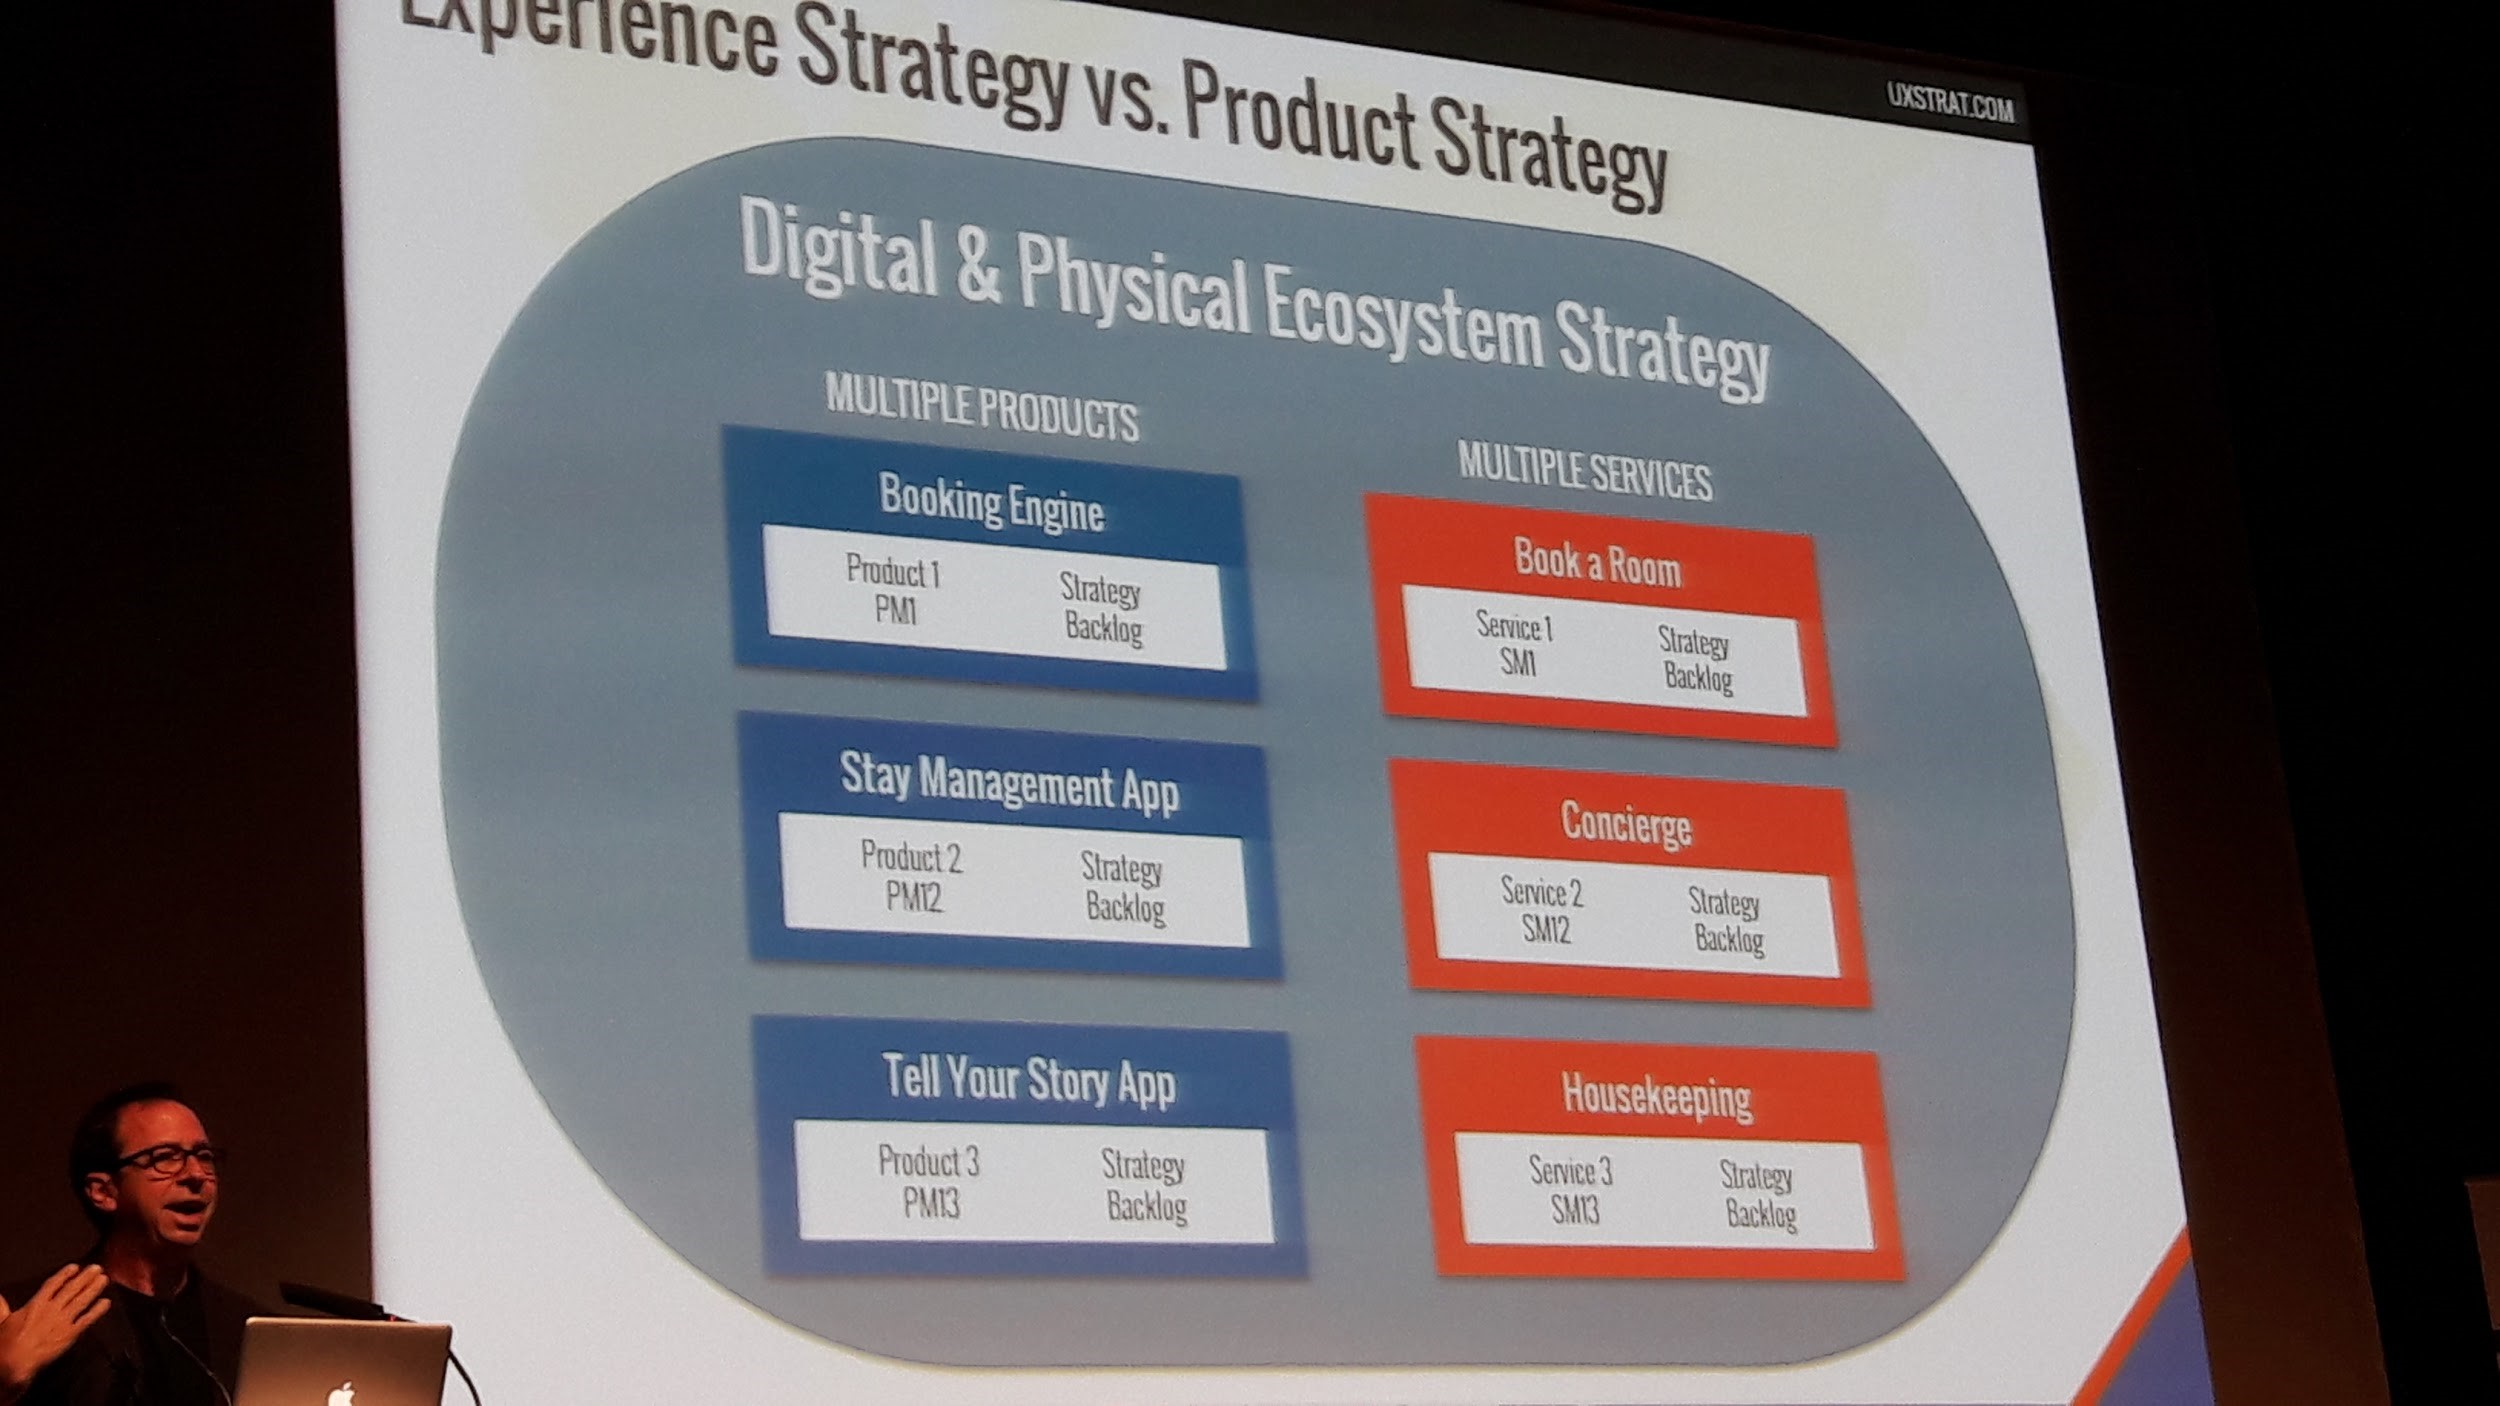 UXSTRAT.COM
Experience Strategy vs. Product Strategy
Digital & Physical Ecosystem Strategy
MULTIPLE PRODUCTS
Booking Engine
Product 1
PM1
Strategy
Backlog
Stay Management App
Product 2
PM12
Strategy
Backlog
Tell Your Story App
Product 3
PM13
Strategy
Backlog
MULTIPLE SERVICES
Book a Room
Service 1
SM1
Strategy
Backlog
Concierge
Service 2
SM12
Strategy
Backlog
Housekeeping
Service 3
SM13
Strategy
Backlog